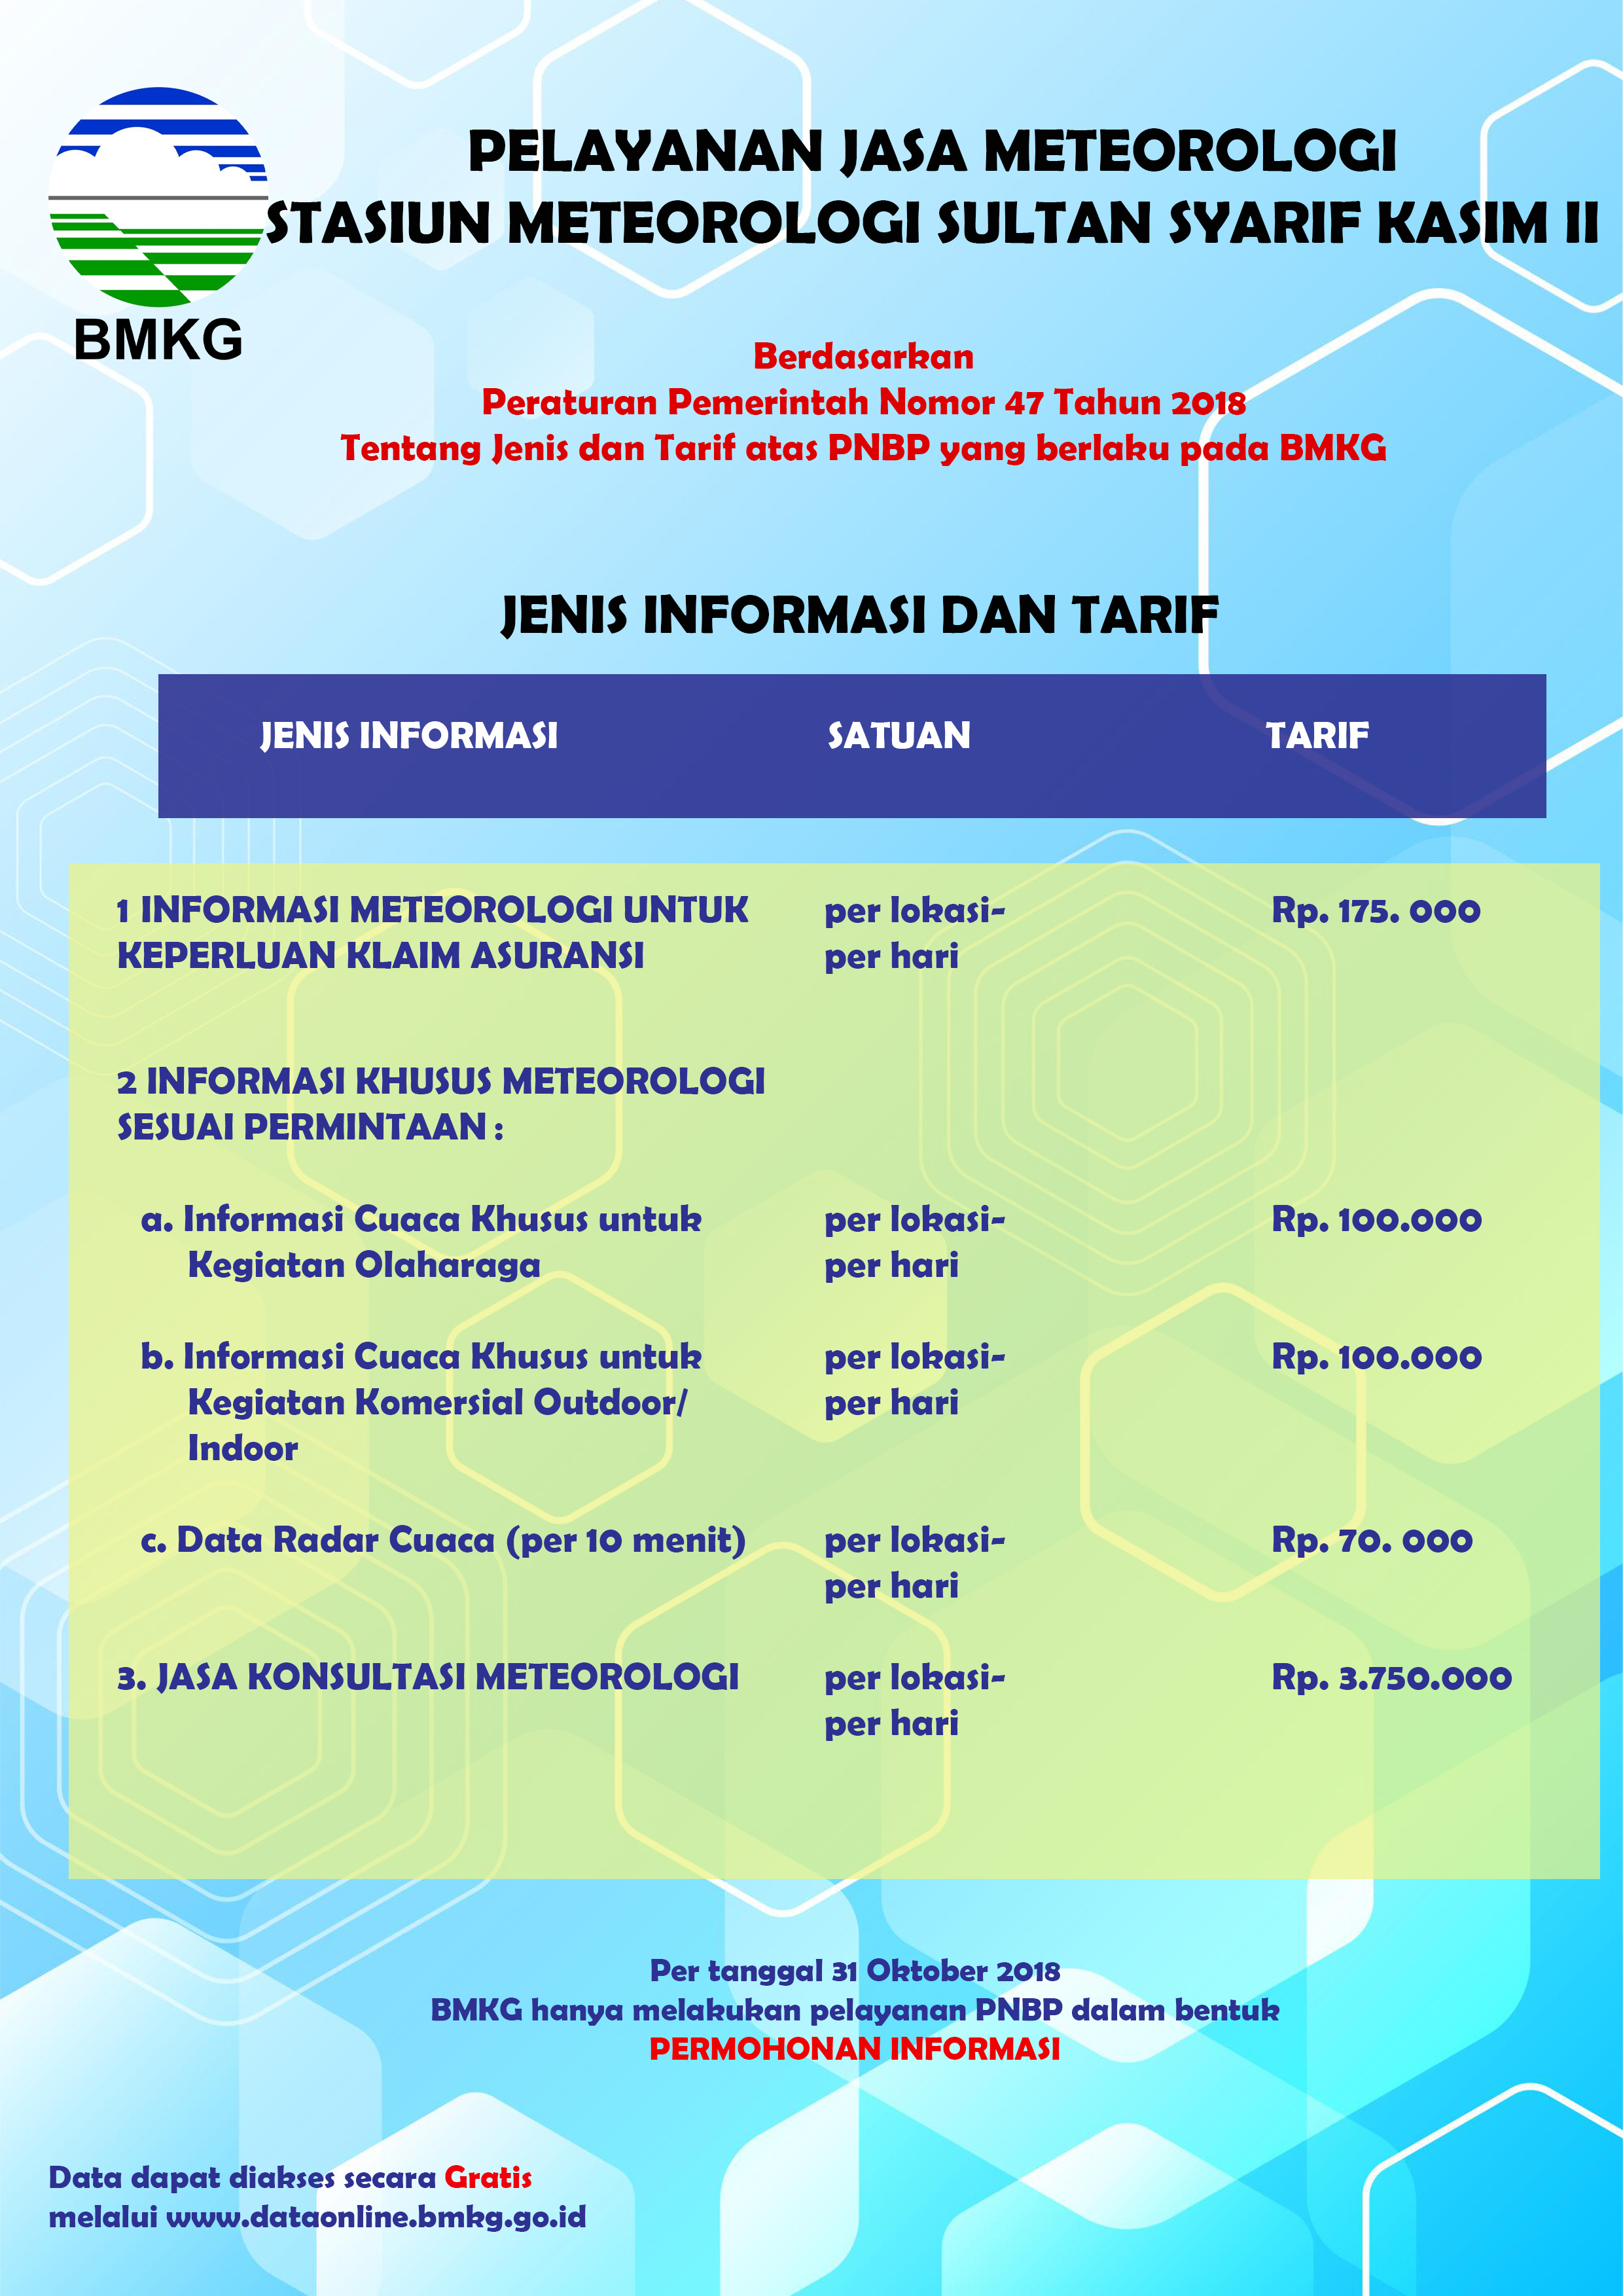 PELAYANAN JASA METEOROLOGI
STASIUN METEOROLOGI SULTAN SYARIF KASIM II
BMKG
Berdasarkan
Peraturan Pemerintah Nomor 47 Tahun 2018
Tentang Jenis dan Tarif atas PNBP yang berlaku pada BMKG
JENIS INFORMASI DAN TARIF
JENIS INFORMASI SATUAN TARIF
1 INFORMASI METEOROLOGI UNTUK per lokasi- Rp. 175. 000
KEPERLUAN KLAIM ASURANSI per hari
2 INFORMASI KHUSUS METEOROLOGI
SESUAI PERMINTAAN :
a. Informasi Cuaca Khusus untuk per lokasi- Rp. 100.000
Kegiatan Olaharaga per hari
b. Informasi Cuaca Khusus untuk per lokasi- Rp. 100.000
Kegiatan Komersial Outdoor/ per hari
Indoor
c. Data Radar Cuaca (per 10 menit) per lokasi- Rp. 70. 000
per hari
3. JASA KONSULTASI METEOROLOGI per lokasi- Rp. 3.750.000
per hari
Per tanggal 31 Oktober 2018
BMKG hanya melakukan pelayanan PNBP dalam bentuk
PERMOHONAN INFORMASI
Data dapat diakses secara Gratis
melalui www.dataonline.bmkg.go.id